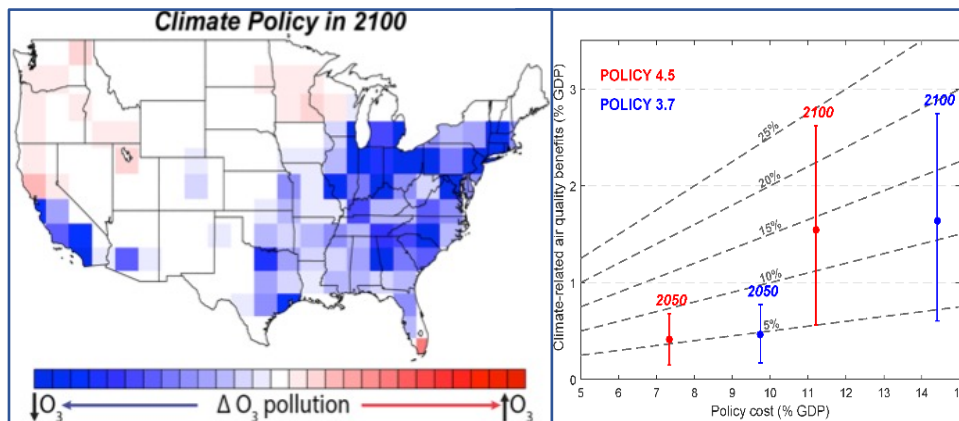 Climate Policy in 2100
↓O₃ Δ O₃ pollution ↑O₃
Climate-related air quality benefits (% GDP)
3
2
1
0
POLICY 4.5
POLICY 3.7
25%
20%
15%
10%
5%
2050
2050
2100
2100
5 6 7 8 9 10 11 12 13 14 15
Policy cost (% GDP)